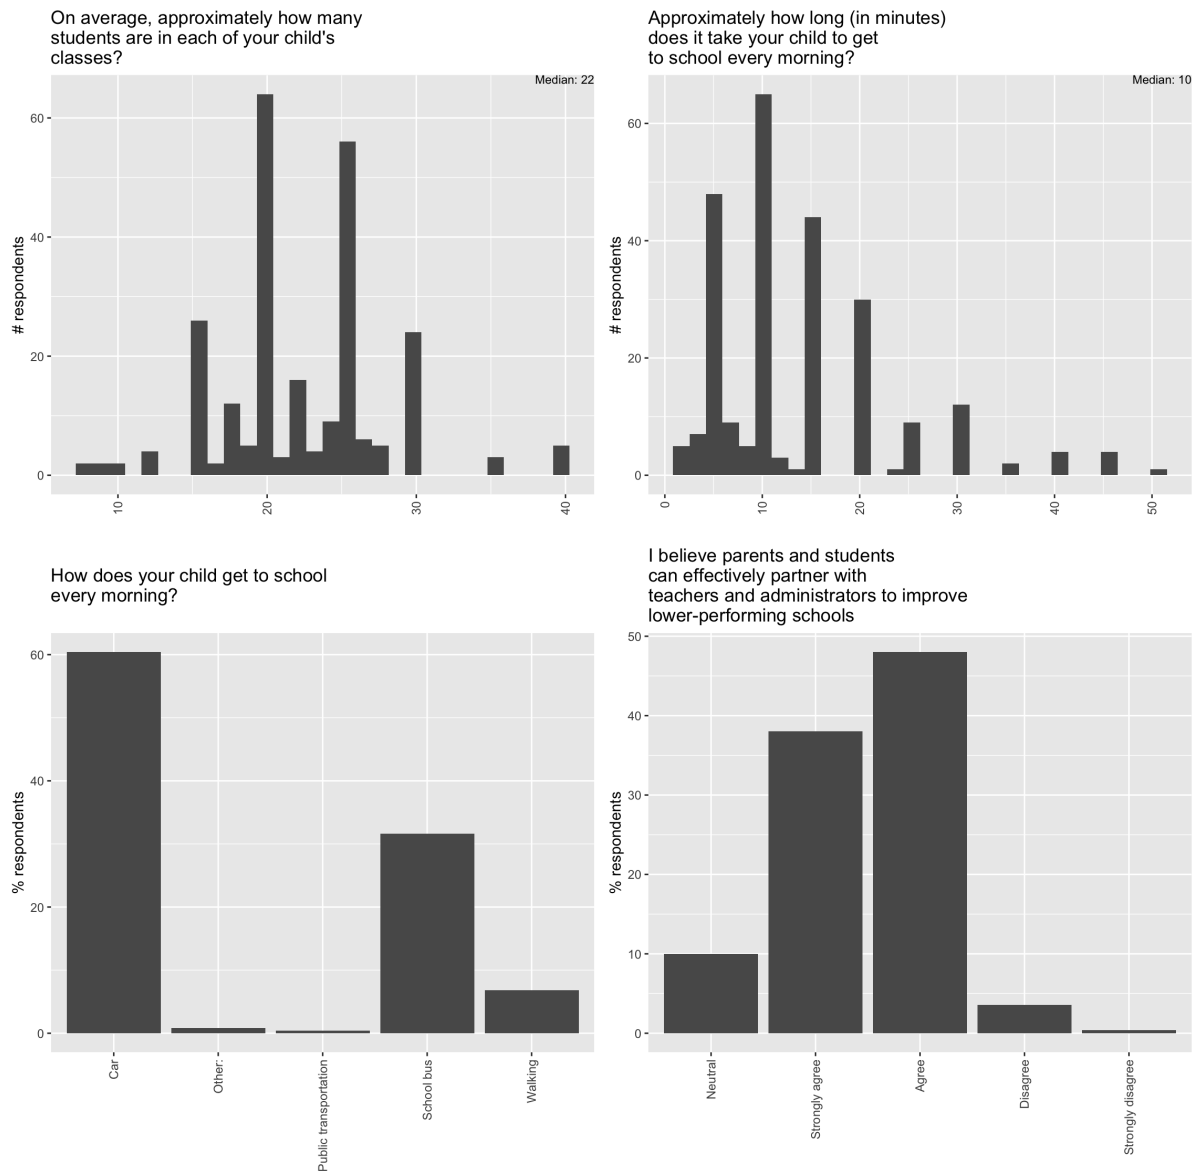 On average, approximately how many
students are in each of your child's
classes?
Median: 22
# respondents
60
40
20
0
10
20
30
40
Approximately how long (in minutes)
does it take your child to get
to school every morning?
Median: 10
# respondents
60
40
20
0
0
10
20
30
40
50
How does your child get to school
every morning?
% respondents
60
40
20
0
Car
Other:
Public transportation
School bus
Walking
I believe parents and students
can effectively partner with
teachers and administrators to improve
lower-performing schools
% respondents
50
40
30
20
10
0
Neutral
Strongly agree
Agree
Disagree
Strongly disagree